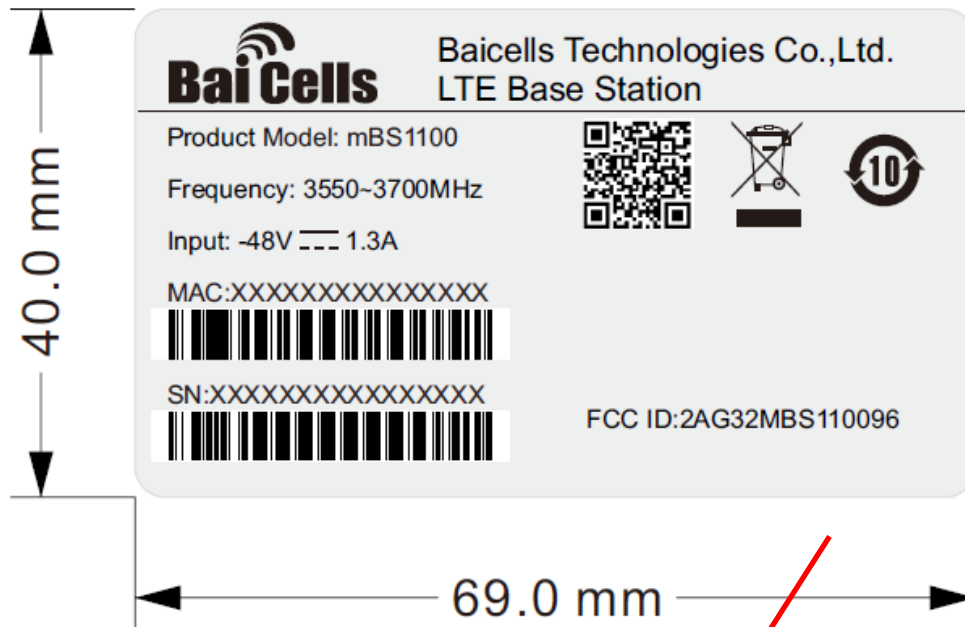 40.0 mm
Bai Cells
Baicells Technologies Co.,Ltd.
LTE Base Station
Product Model: mBS1100
Frequency: 3550~3700MHz
Input: -48V 1.3A
10
MAC:XXXXXXXXXXXXXXX
SN:XXXXXXXXXXXXXXXX
FCC ID:2AG32MBS110096
69.0 mm